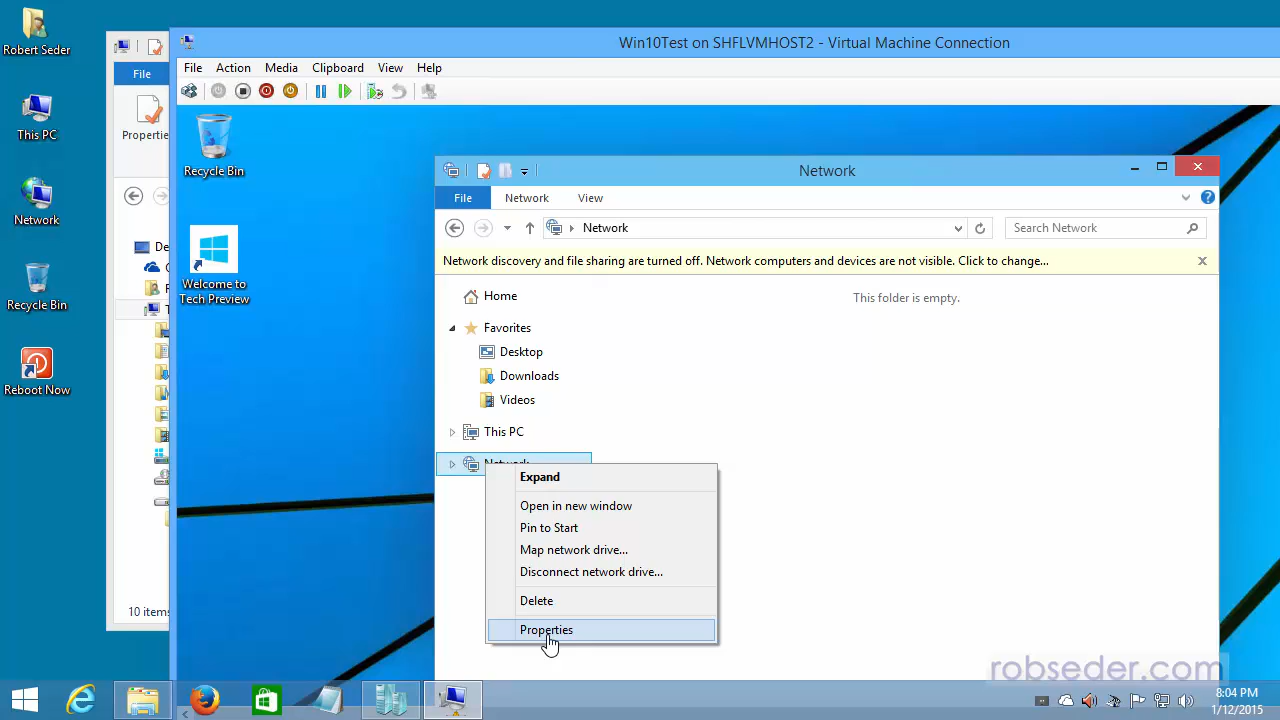 Robert Seder
This PC
Network
Recycle Bin
Reboot Now
File
Properties
10 items
Win10Test on SHFLVMHOST2 - Virtual Machine Connection
File Action Media Clipboard View Help
Recycle Bin
Welcome to
Tech Preview
Network
File Network View
Network
Search Network
Network discovery and file sharing are turned off. Network computers and devices are not visible. Click to change...
This folder is empty.
Home
Favorites
Desktop
Downloads
Videos
This PC
Network
Expand
Open in new window
Pin to Start
Map network drive...
Disconnect network drive...
Delete
Properties
robseder.com
8:04 PM
1/12/2015